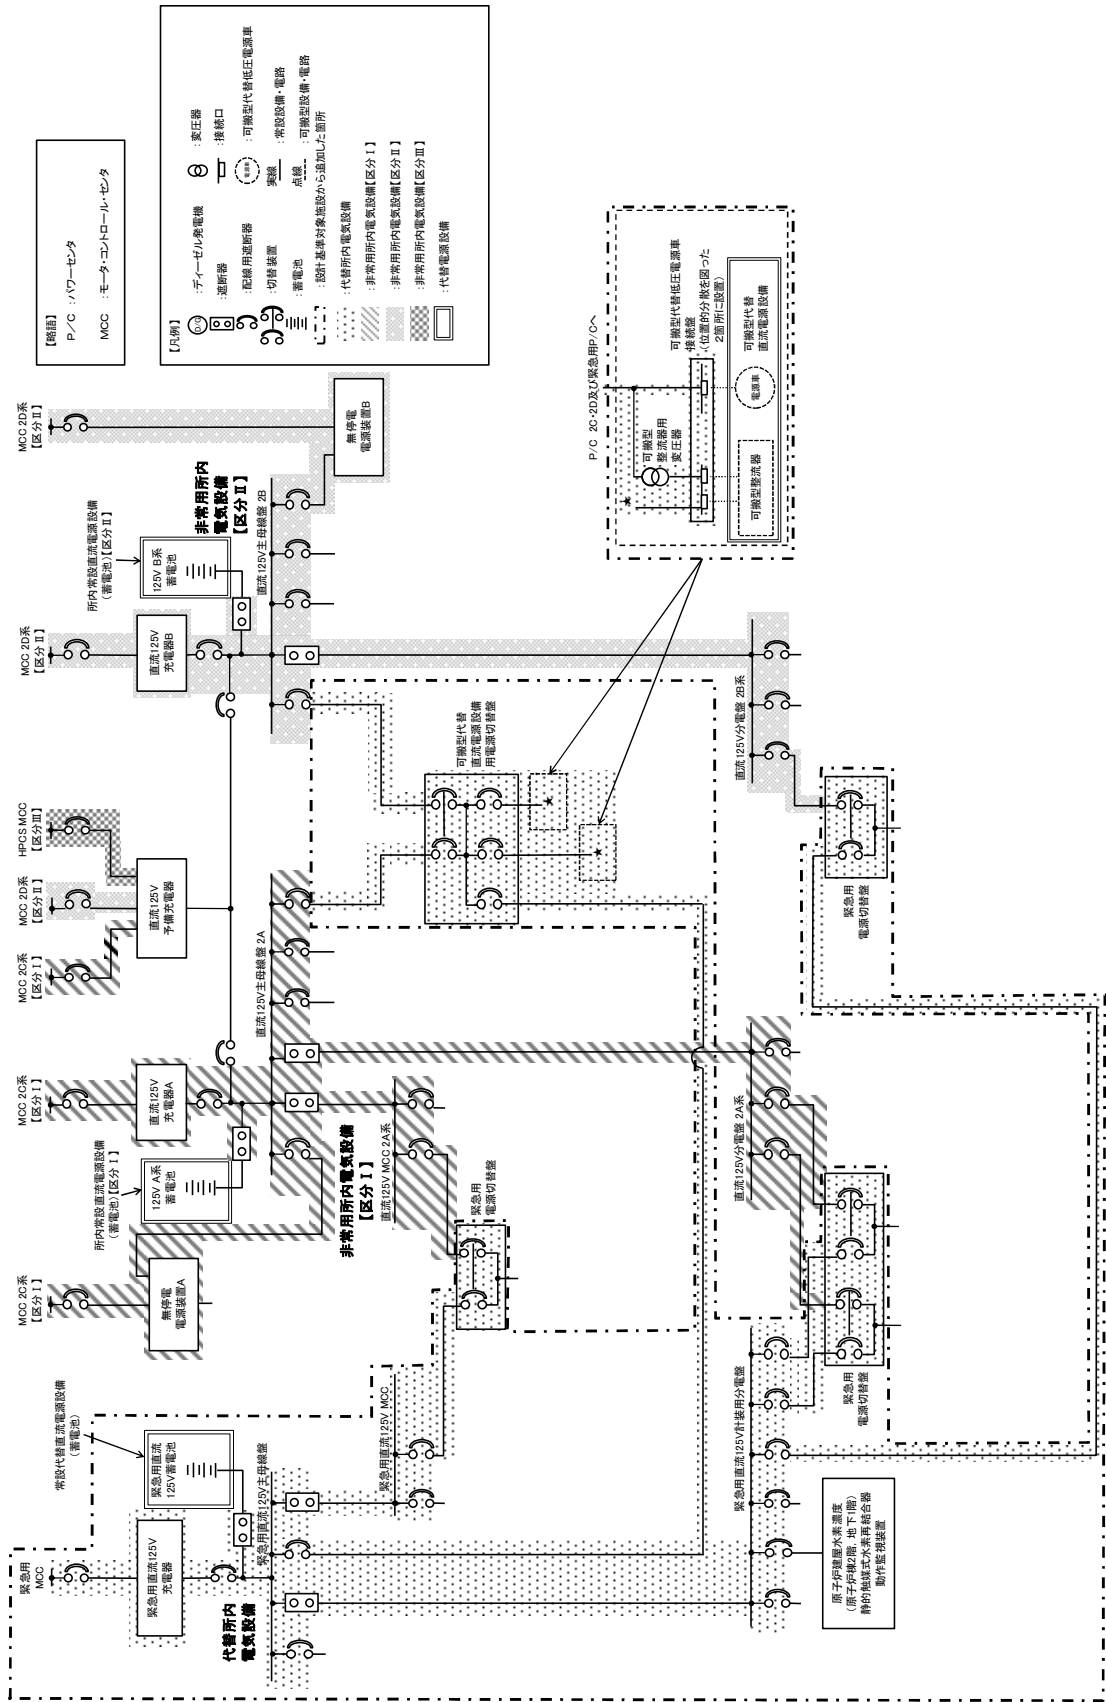 緊急用
MCC
緊急用直流125V
充電器
常設代替直流電源設備
(蓄電池)
緊急用直流
125V蓄電池
代替所内
電気設備
緊急用直流125V主母線盤
緊急用直流125V MCC
MCC 2C系
【区分Ⅰ】
無停電
電源装置A
所内常設直流電源設備
(蓄電池)【区分Ⅰ】
125V A系
蓄電池
MCC 2C系
【区分Ⅰ】
直流125V
充電器A
非常用所内電気設備
【区分Ⅰ】
直流125V MCC 2A系
緊急用
電源切替盤
MCC 2C系
【区分Ⅰ】
MCC 2D系
【区分Ⅱ】
HPCS MCC
【区分Ⅲ】
直流125V
予備充電器
直流125V主母線盤 2A
MCC 2D系
【区分Ⅱ】
直流125V
充電器B
所内常設直流電源設備
(蓄電池)【区分Ⅱ】
125V B系
蓄電池
非常用所内
電気設備
【区分Ⅱ】
直流125V主母線盤 2B
MCC 2D系
【区分Ⅱ】
無停電
電源装置B
可搬型代替
直流電源設備
用電源切替盤
★
★
緊急用直流125V計装用分電盤
原子炉建屋水素濃度
(原子炉棟2階，地下1階)
静的触媒式水素再結合器
動作監視装置
緊急用
電源切替盤
直流125V分電盤 2A系
緊急用
電源切替盤
直流125V分電盤 2B系
P/C 2C・2D及び緊急用P/Cへ
★
可搬型
整流器用
変圧器
可搬型代替低圧電源車
接続盤
(位置的分散を図った
2箇所に設置)
可搬型整流器
電源車
可搬型代替
直流電源設備
【略語】
P/C ：パワーセンタ
MCC ：モータ・コントロール・センタ
【凡例】
D/G ：ディーゼル発電機
：遮断器
：配線用遮断器
：切替装置
：蓄電池
：変圧器
：接続口
電源車 ：可搬型代替低圧電源車
実線 ：常設設備・電路
点線 ：可搬型設備・電路
：設計基準対象施設から追加した箇所
：代替所内電気設備
：非常用所内電気設備【区分Ⅰ】
：非常用所内電気設備【区分Ⅱ】
：非常用所内電気設備【区分Ⅲ】
：代替電源設備